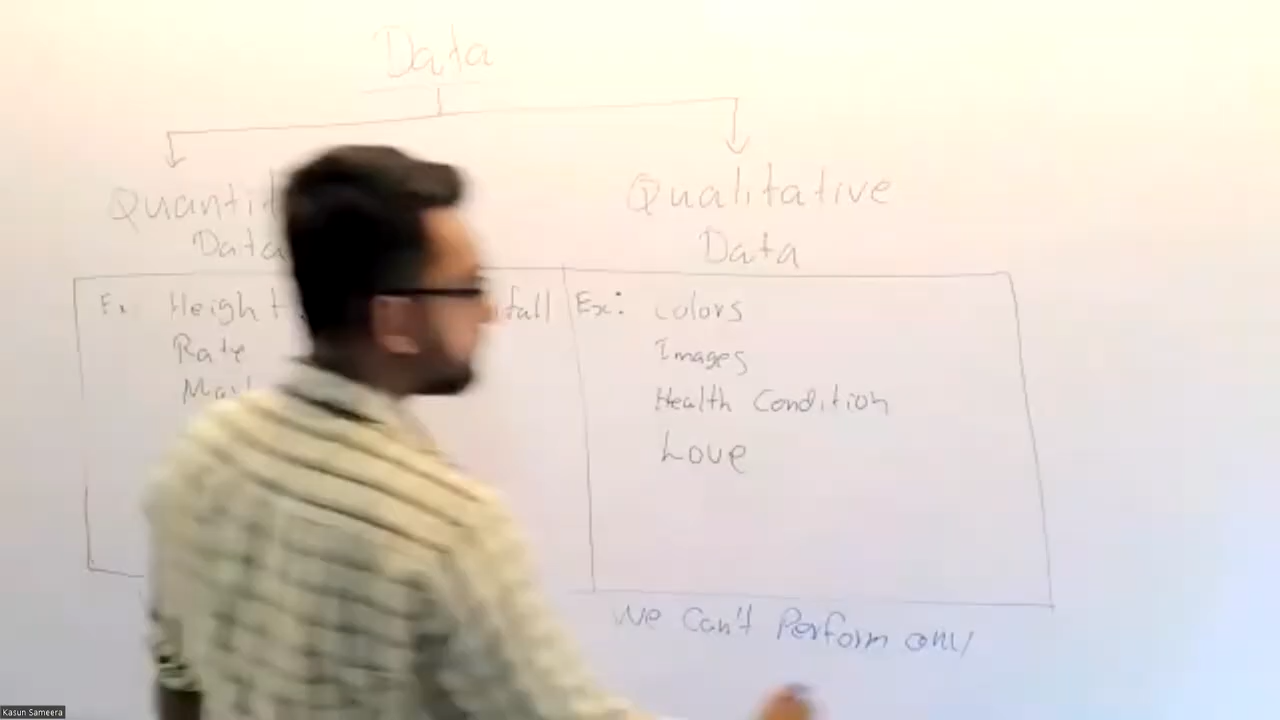 Data
Quantit
Data
Qualitative
Data
Ex: Height
fall
Rate
Ex: colors
Images
Health Condition
Love
We Can't Perform any
Kasun Sameera